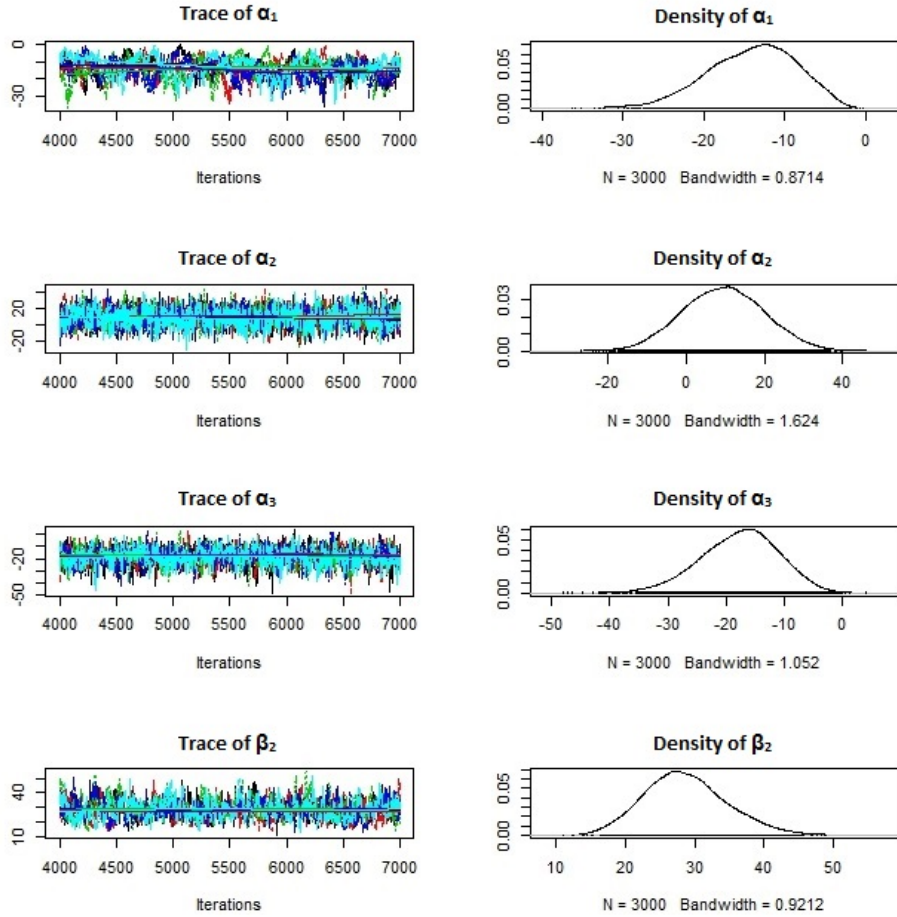 Trace of α₁
0
-30
4000 4500 5000 5500 6000 6500 7000
Iterations
Density of α₁
0.05
0.00
-40 -30 -20 -10 0
N = 3000 Bandwidth = 0.8714
Trace of α₂
20
-20
4000 4500 5000 5500 6000 6500 7000
Iterations
Density of α₂
0.03
0.00
-20 0 20 40
N = 3000 Bandwidth = 1.624
Trace of α₃
-20
-50
4000 4500 5000 5500 6000 6500 7000
Iterations
Density of α₃
0.05
0.00
-50 -40 -30 -20 -10 0
N = 3000 Bandwidth = 1.052
Trace of β₂
40
10
4000 4500 5000 5500 6000 6500 7000
Iterations
Density of β₂
0.05
0.00
10 20 30 40 50
N = 3000 Bandwidth = 0.9212